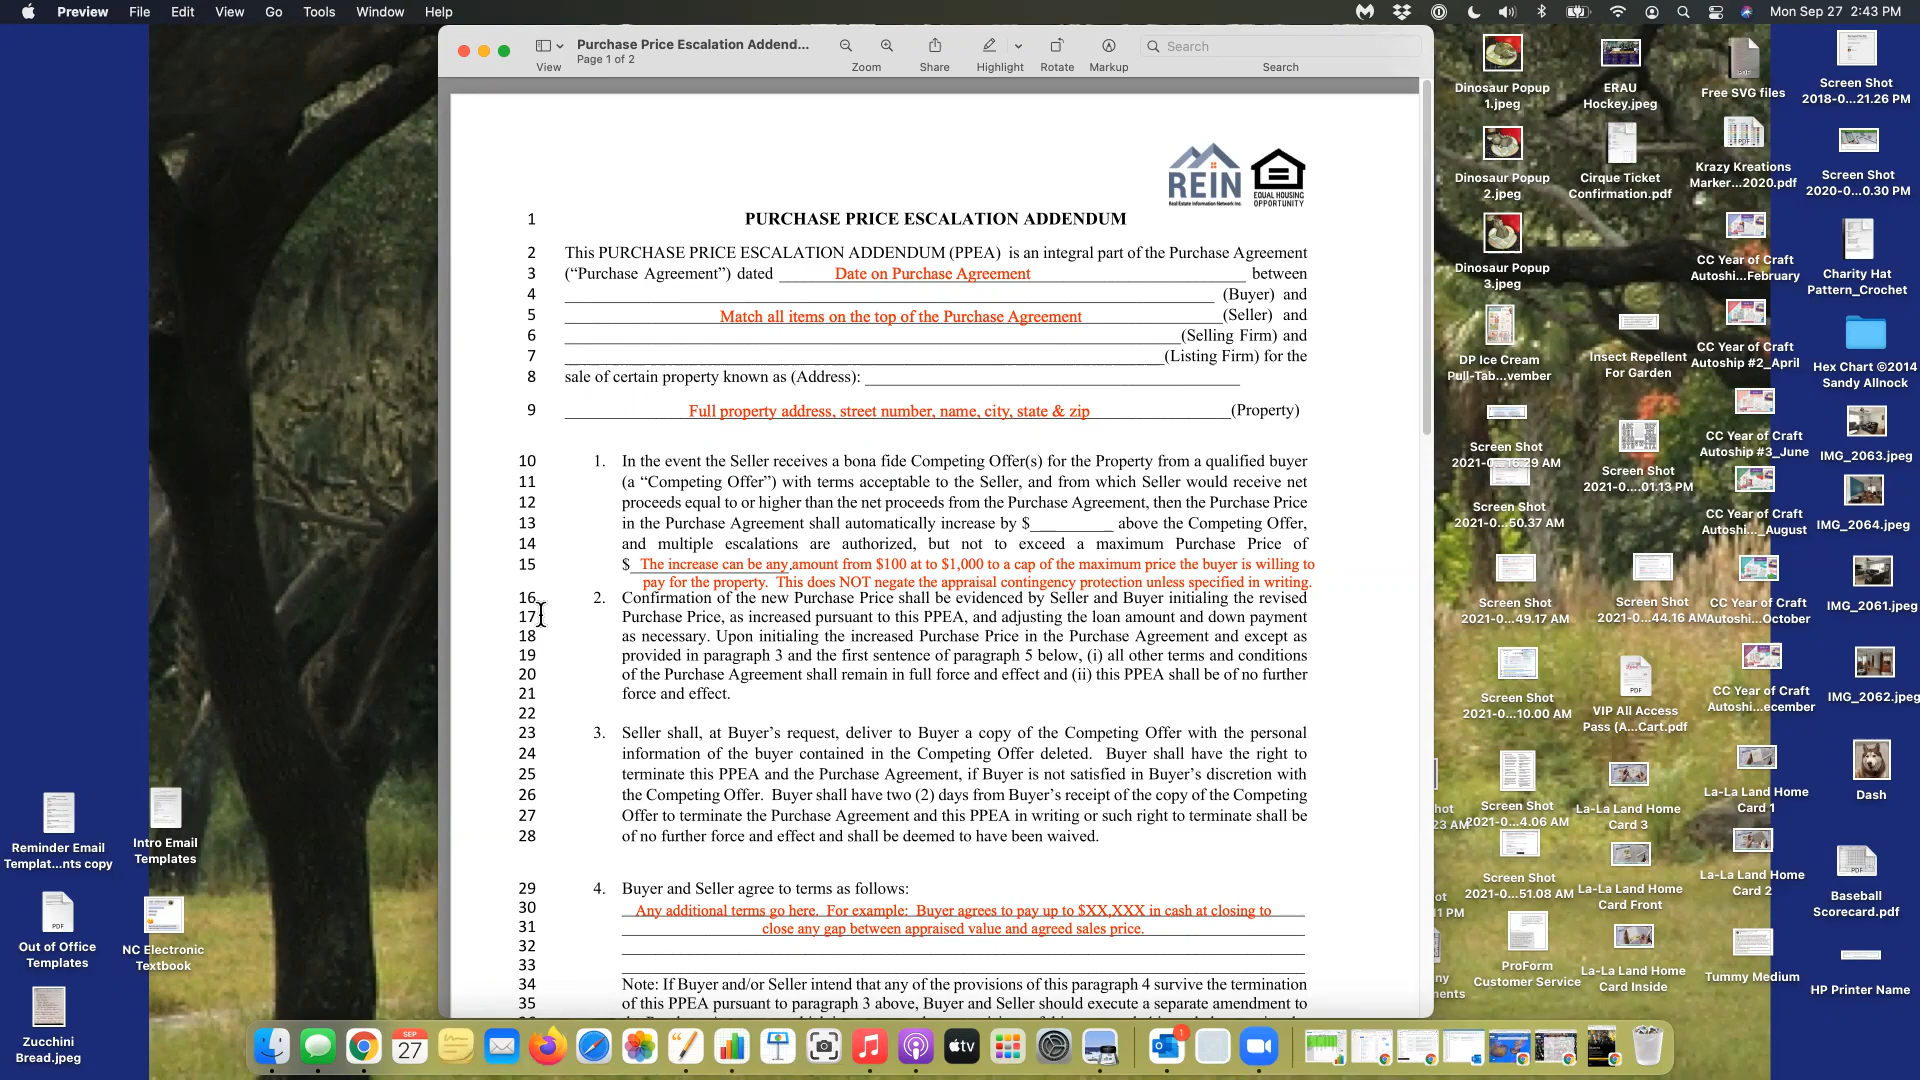 Preview File Edit View Go Tools Window Help
Mon Sep 27 2:43 PM
Purchase Price Escalation Addend...
Page 1 of 2
View
Zoom
Share
Highlight
Rotate
Markup
Search
Search
REIN
Real Estate Information Network Inc.
EQUAL HOUSING
OPPORTUNITY
1 PURCHASE PRICE ESCALATION ADDENDUM
2 This PURCHASE PRICE ESCALATION ADDENDUM (PPEA) is an integral part of the Purchase Agreement
3 (“Purchase Agreement”) dated Date on Purchase Agreement between
4 (Buyer) and
5 Match all items on the top of the Purchase Agreement (Seller) and
6 (Selling Firm) and
7 (Listing Firm) for the
8 sale of certain property known as (Address):
9 Full property address, street number, name, city, state & zip (Property)
10 1. In the event the Seller receives a bona fide Competing Offer(s) for the Property from a qualified buyer
11 (a “Competing Offer”) with terms acceptable to the Seller, and from which Seller would receive net
12 proceeds equal to or higher than the net proceeds from the Purchase Agreement, then the Purchase Price
13 in the Purchase Agreement shall automatically increase by $__________ above the Competing Offer,
14 and multiple escalations are authorized, but not to exceed a maximum Purchase Price of
15 $ The increase can be any amount from $100 at to $1,000 to a cap of the maximum price the buyer is willing to
pay for the property. This does NOT negate the appraisal contingency protection unless specified in writing.
16 2. Confirmation of the new Purchase Price shall be evidenced by Seller and Buyer initialing the revised
17 Purchase Price, as increased pursuant to this PPEA, and adjusting the loan amount and down payment
18 as necessary. Upon initialing the increased Purchase Price in the Purchase Agreement and except as
19 provided in paragraph 3 and the first sentence of paragraph 5 below, (i) all other terms and conditions
20 of the Purchase Agreement shall remain in full force and effect and (ii) this PPEA shall be of no further
21 force and effect.
22
23 3. Seller shall, at Buyer’s request, deliver to Buyer a copy of the Competing Offer with the personal
24 information of the buyer contained in the Competing Offer deleted. Buyer shall have the right to
25 terminate this PPEA and the Purchase Agreement, if Buyer is not satisfied in Buyer’s discretion with
26 the Competing Offer. Buyer shall have two (2) days from Buyer’s receipt of the copy of the Competing
27 Offer to terminate the Purchase Agreement and this PPEA in writing or such right to terminate shall be
28 of no further force and effect and shall be deemed to have been waived.
29 4. Buyer and Seller agree to terms as follows:
30 Any additional terms go here. For example: Buyer agrees to pay up to $XX,XXX in cash at closing to
31 close any gap between appraised value and agreed sales price.
32
33
34 Note: If Buyer and/or Seller intend that any of the provisions of this paragraph 4 survive the termination
35 of this PPEA pursuant to paragraph 3 above, Buyer and Seller should execute a separate amendment to
Reminder Email
Templat...nts copy
Intro Email
Templates
Out of Office
Templates
NC Electronic
Textbook
Zucchini
Bread.jpeg
Dinosaur Popup
1.jpeg
Dinosaur Popup
2.jpeg
Dinosaur Popup
3.jpeg
DP Ice Cream
Pull-Tab...vember
Screen Shot
2021-0...16.29 AM
Screen Shot
2021-0...50.37 AM
Screen Shot
2021-0...49.17 AM
Screen Shot
2021-0...10.00 AM
Screen Shot
2021-0...4.06 AM
Screen Shot
2021-0...51.08 AM
ProForm
Customer Service
ERAU
Hockey.jpeg
Cirque Ticket
Confirmation.pdf
Insect Repellent
For Garden
Screen Shot
2021-0....01.13 PM
Screen Shot
2021-0...44.16 AM
PDF
VIP All Access
Pass (A...Cart.pdf
La-La Land Home
Card 3
La-La Land Home
Card Front
La-La Land Home
Card Inside
PDF
Free SVG files
PDF
Krazy Kreations
Marker...2020.pdf
CC Year of Craft
Autoshi...February
CC Year of Craft
Autoship #2_April
CC Year of Craft
Autoship #3_June
CC Year of Craft
Autoshi..._August
CC Year of Craft
Autoshi...October
CC Year of Craft
Autoshi...ecember
La-La Land Home
Card 1
La-La Land Home
Card 2
Tummy Medium
Screen Shot
2018-0...21.26 PM
Screen Shot
2020-0...0.30 PM
Charity Hat
Pattern_Crochet
Hex Chart ©2014
Sandy Allnock
IMG_2063.jpeg
IMG_2064.jpeg
IMG_2061.jpeg
IMG_2062.jpeg
Dash
PDF
Baseball
Scorecard.pdf
HP Printer Name
SEP
27
tv
1